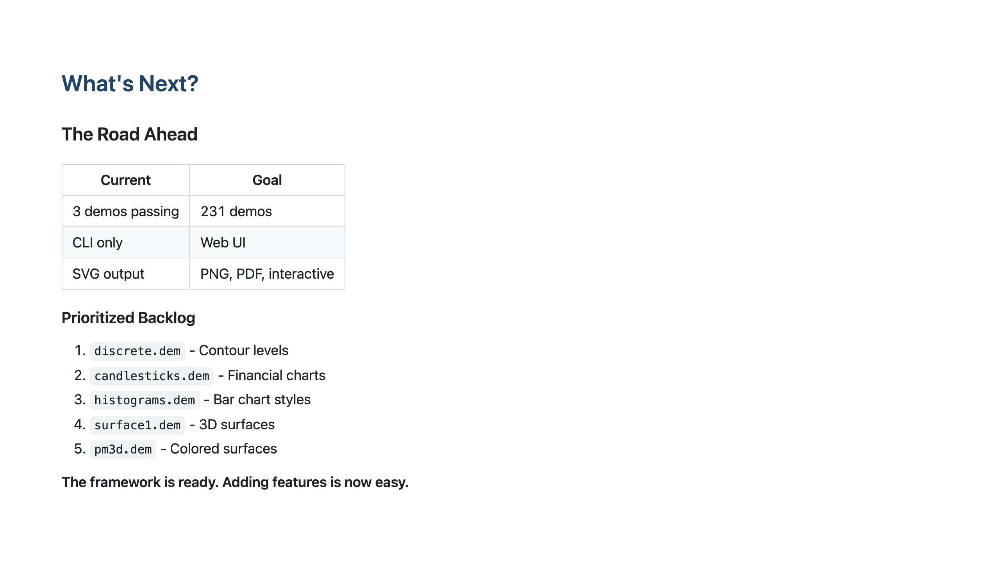 What's Next?
The Road Ahead
Current Goal
3 demos passing 231 demos
CLI only Web UI
SVG output PNG, PDF, interactive
Prioritized Backlog
1. discrete.dem - Contour levels
2. candlesticks.dem - Financial charts
3. histograms.dem - Bar chart styles
4. surface1.dem - 3D surfaces
5. pm3d.dem - Colored surfaces
The framework is ready. Adding features is now easy.